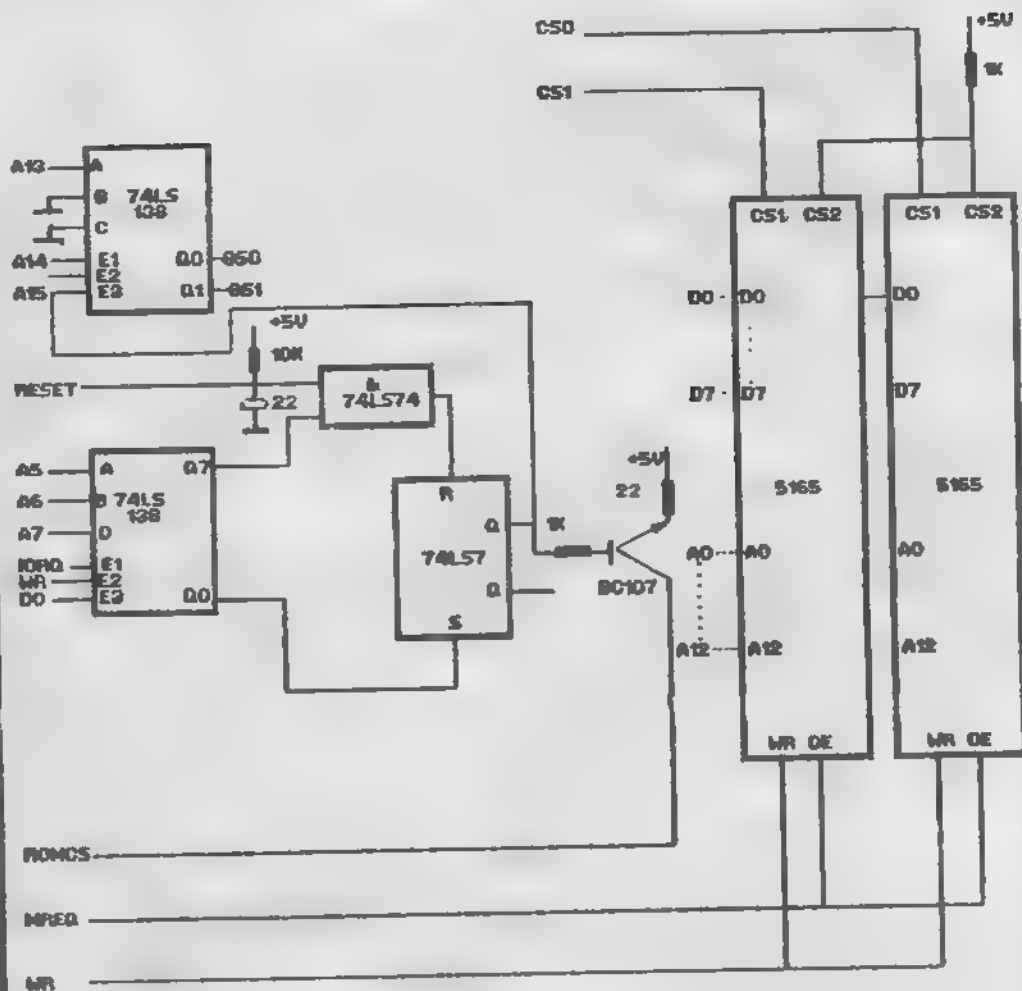 CS0
+5V
1K
CS1
A13
A
B
74LS
138
C
A14
E1
Q0
E2
A15
E3
Q1
CS1 CS2
CS1 CS2
+5V
10K
RESET
22
&
74LS74
D0
D0
D0
D7
D7
D7
A5
A
Q7
A6
74LS
138
A7
IORQ
E1
WR
E2
D0
E3
Q0
R
Q
74LS7
Q
S
1K
+5V
22
BC107
5165
5165
A0
A0
A0
A12
A12
A12
WR OE
WR OE
ROMCS
MREQ
WR